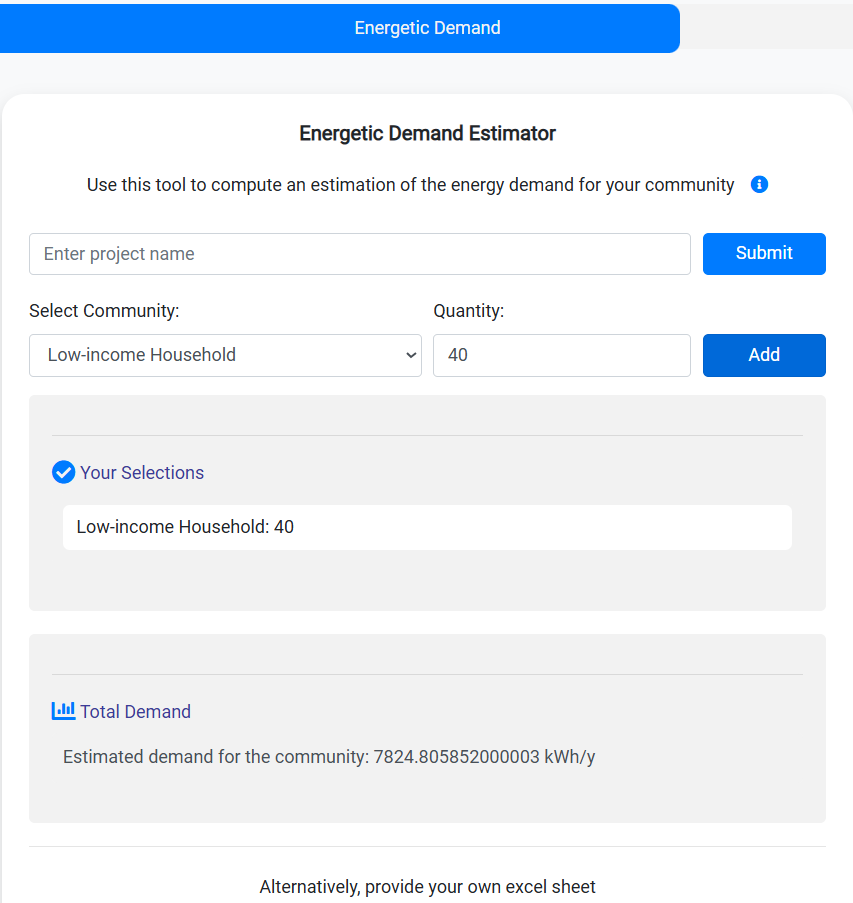 Energetic Demand
Energetic Demand Estimator
Use this tool to compute an estimation of the energy demand for your community
Enter project name
Submit
Select Community:
Quantity:
Low-income Household
40
Add
Your Selections
Low-income Household: 40
Total Demand
Estimated demand for the community: 7824.805852000003 kWh/y
Alternatively, provide your own excel sheet